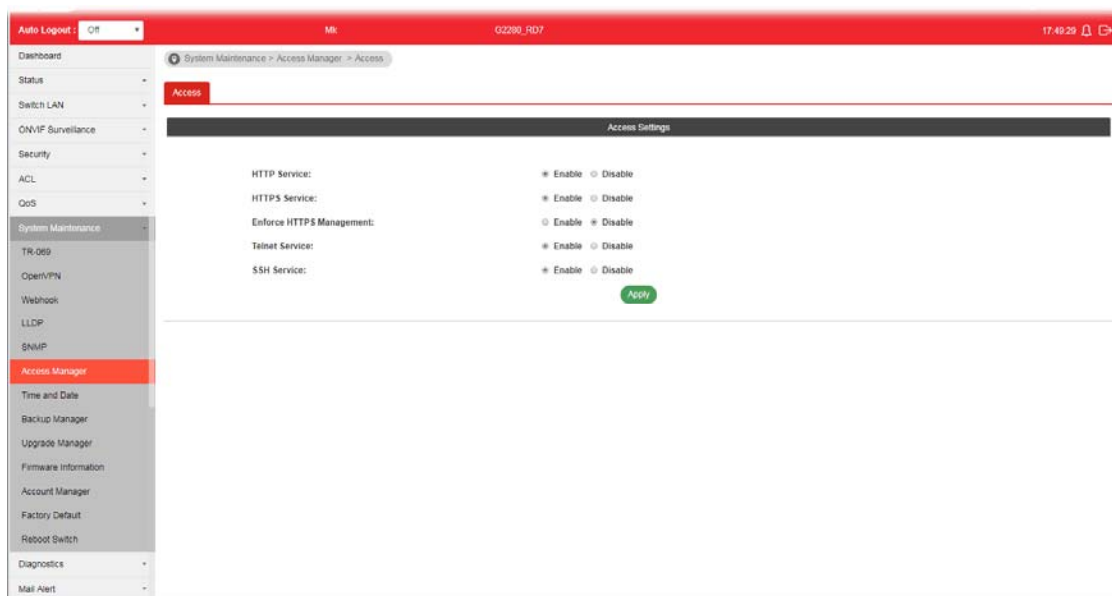 Auto Logout : Off Mk G2280_RD7 17:49:29
Dashboard
System Maintenance > Access Manager > Access
Status
Access
Switch LAN
ONVIF Surveillance
Access Settings
Security
ACL
QoS
System Maintenance
TR-069
OpenVPN
Webhook
LLDP
SNMP
Access Manager
Time and Date
Backup Manager
Upgrade Manager
Firmware Information
Account Manager
Factory Default
Reboot Switch
Diagnostics
Mail Alert
HTTP Service: Enable Disable
HTTPS Service: Enable Disable
Enforce HTTPS Management: Enable Disable
Telnet Service: Enable Disable
SSH Service: Enable Disable
Apply